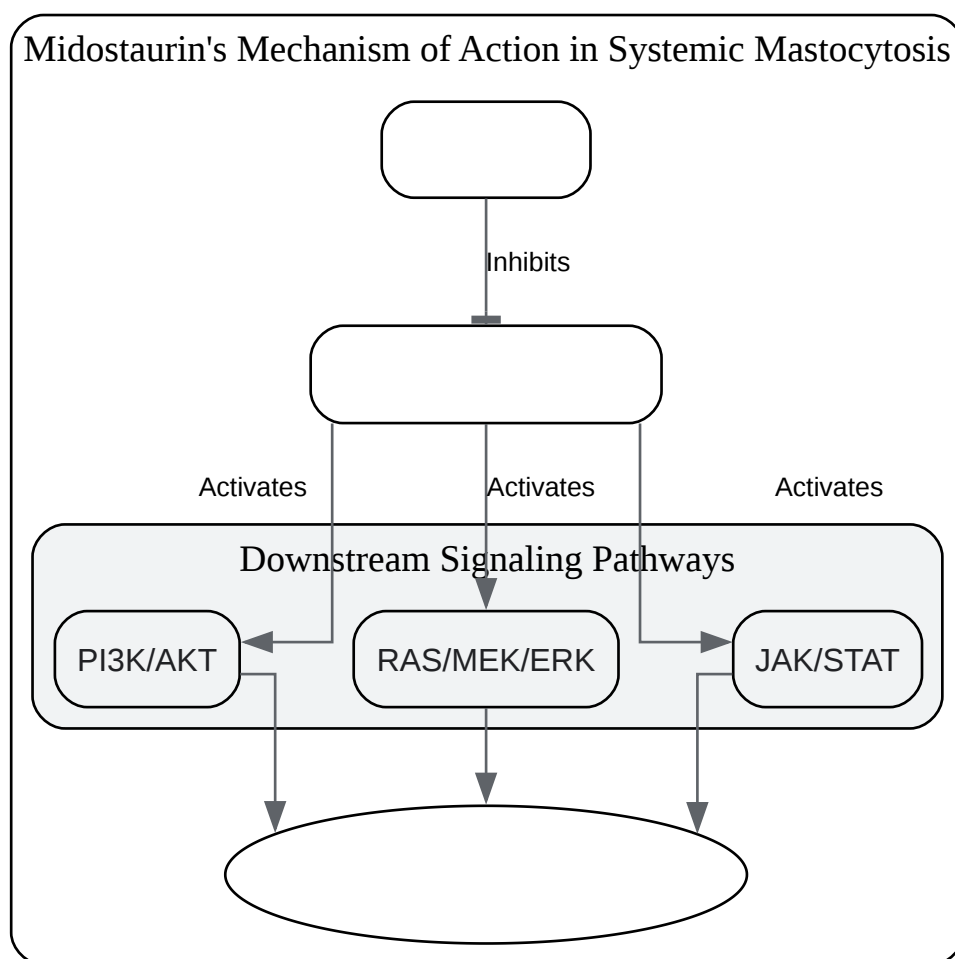 Midostaurin's Mechanism of Action in Systemic Mastocytosis
Inhibits
Activates
Activates
Activates
Downstream Signaling Pathways
PI3K/AKT
RAS/MEK/ERK
JAK/STAT